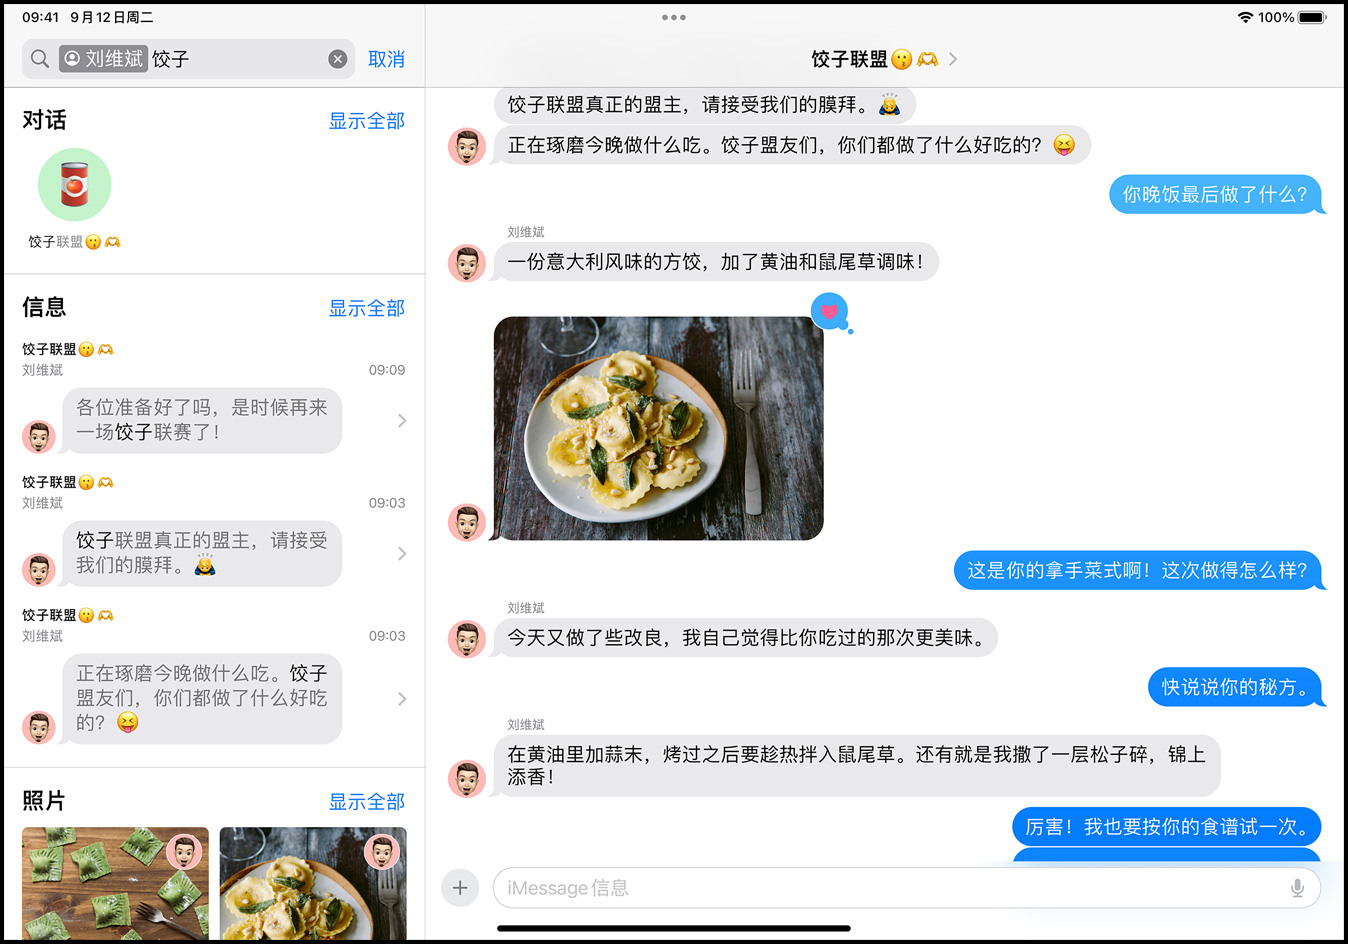 09:41 9月12日周二
100%
刘维斌 饺子
取消
对话
显示全部
饺子联盟😗🫶
信息
显示全部
饺子联盟😗🫶
刘维斌
09:09
各位准备好了吗，是时候再来
一场饺子联赛了！
饺子联盟😗🫶
刘维斌
09:03
饺子联盟真正的盟主，请接受
我们的膜拜。🙇
饺子联盟😗🫶
刘维斌
09:03
正在琢磨今晚做什么吃。饺子
盟友们，你们都做了什么好吃
的？😝
照片
显示全部
饺子联盟😗🫶
饺子联盟真正的盟主，请接受我们的膜拜。🙇
正在琢磨今晚做什么吃。饺子盟友们，你们都做了什么好吃的？😝
你晚饭最后做了什么？
刘维斌
一份意大利风味的方饺，加了黄油和鼠尾草调味！
这是你的拿手菜式啊！这次做得怎么样？
刘维斌
今天又做了些改良，我自己觉得比你吃过的那次更美味。
快说说你的秘方。
刘维斌
在黄油里加蒜末，烤过之后要趁热拌入鼠尾草。还有就是我撒了一层松子碎，锦上
添香！
厉害！我也要按你的食谱试一次。
iMessage信息